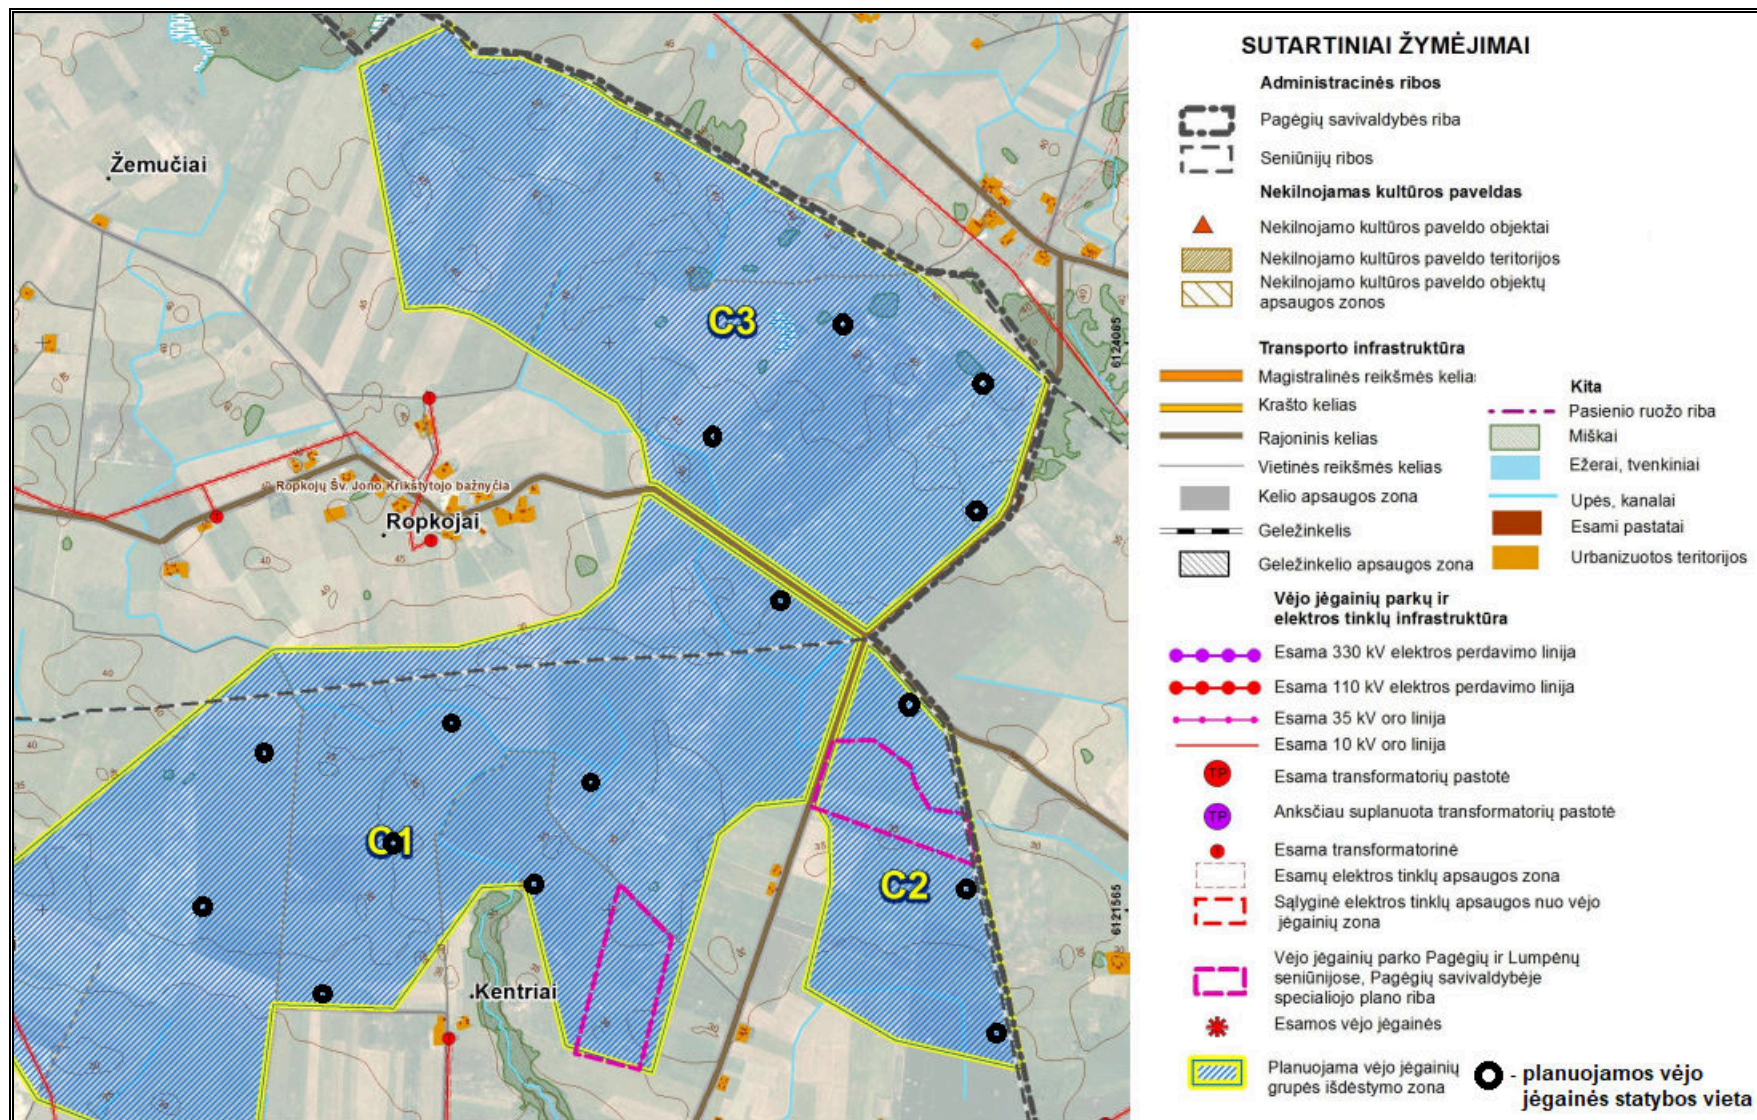 Žemučiai
C3
6124065
Ropkojų Šv. Jono Krikštytojo bažnyčia
Ropkojai
C1
C2
6121565
Kentriai
SUTARTINIAI ŽYMĖJIMAI
Administracinės ribos
Pagėgių savivaldybės riba
Seniūnijų ribos
Nekilnojamas kultūros paveldas
Nekilnojamo kultūros paveldo objektai
Nekilnojamo kultūros paveldo teritorijos
Nekilnojamo kultūros paveldo objektų
apsaugos zonos
Transporto infrastruktūra
Magistralinės reikšmės kelias
Krašto kelias
Rajoninis kelias
Vietinės reikšmės kelias
Kelio apsaugos zona
Geležinkelis
Geležinkelio apsaugos zona
Kita
Pasienio ruožo riba
Miškai
Ežerai, tvenkiniai
Upės, kanalai
Esami pastatai
Urbanizuotos teritorijos
Vėjo jėgainių parkų ir
elektros tinklų infrastruktūra
Esama 330 kV elektros perdavimo linija
Esama 110 kV elektros perdavimo linija
Esama 35 kV oro linija
Esama 10 kV oro linija
TP Esama transformatorių pastotė
TP Anksčiau suplanuota transformatorių pastotė
Esama transformatorinė
Esamų elektros tinklų apsaugos zona
Sąlyginė elektros tinklų apsaugos nuo vėjo
jėgainių zona
Vėjo jėgainių parko Pagėgių ir Lumpėnų
seniūnijose, Pagėgių savivaldybėje
specialiojo plano riba
Esamos vėjo jėgainės
Planuojama vėjo jėgainių
grupės išdėstymo zona
- planuojamos vėjo
jėgainės statybos vieta